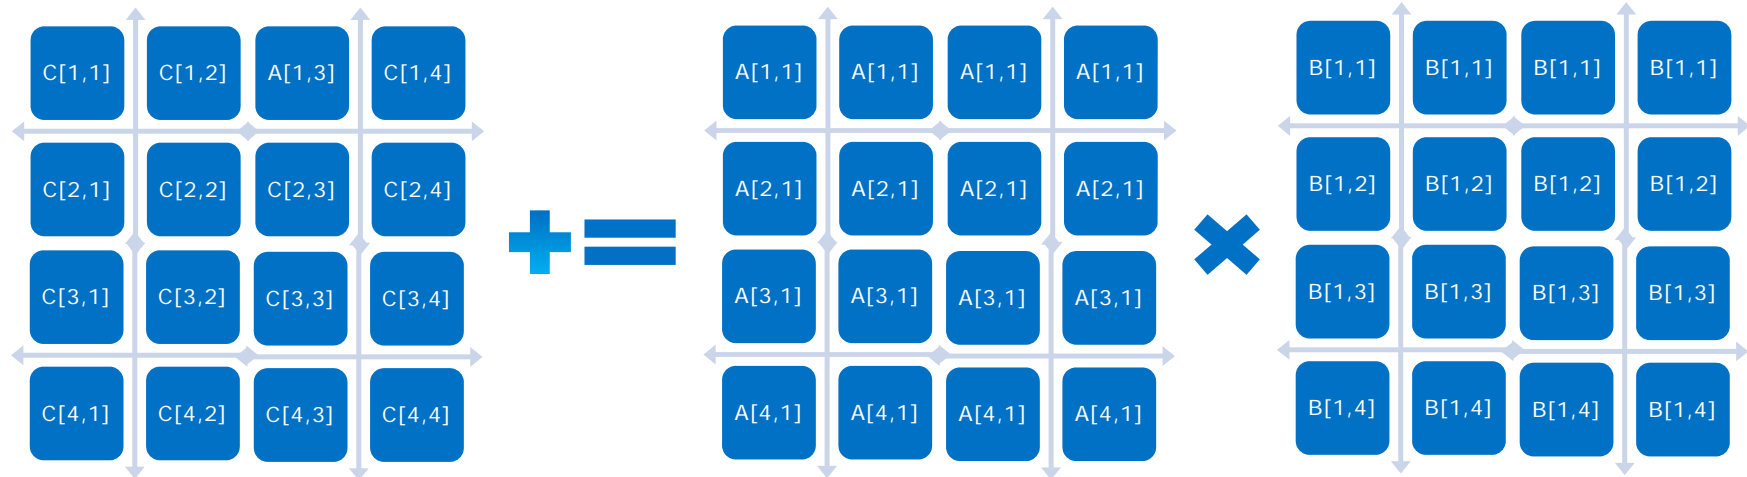 C[1,1] C[1,2] A[1,3] C[1,4]
C[2,1] C[2,2] C[2,3] C[2,4]
C[3,1] C[3,2] C[3,3] C[3,4]
C[4,1] C[4,2] C[4,3] C[4,4]
+=
A[1,1] A[1,1] A[1,1] A[1,1]
A[2,1] A[2,1] A[2,1] A[2,1]
A[3,1] A[3,1] A[3,1] A[3,1]
A[4,1] A[4,1] A[4,1] A[4,1]
×
B[1,1] B[1,1] B[1,1] B[1,1]
B[1,2] B[1,2] B[1,2] B[1,2]
B[1,3] B[1,3] B[1,3] B[1,3]
B[1,4] B[1,4] B[1,4] B[1,4]